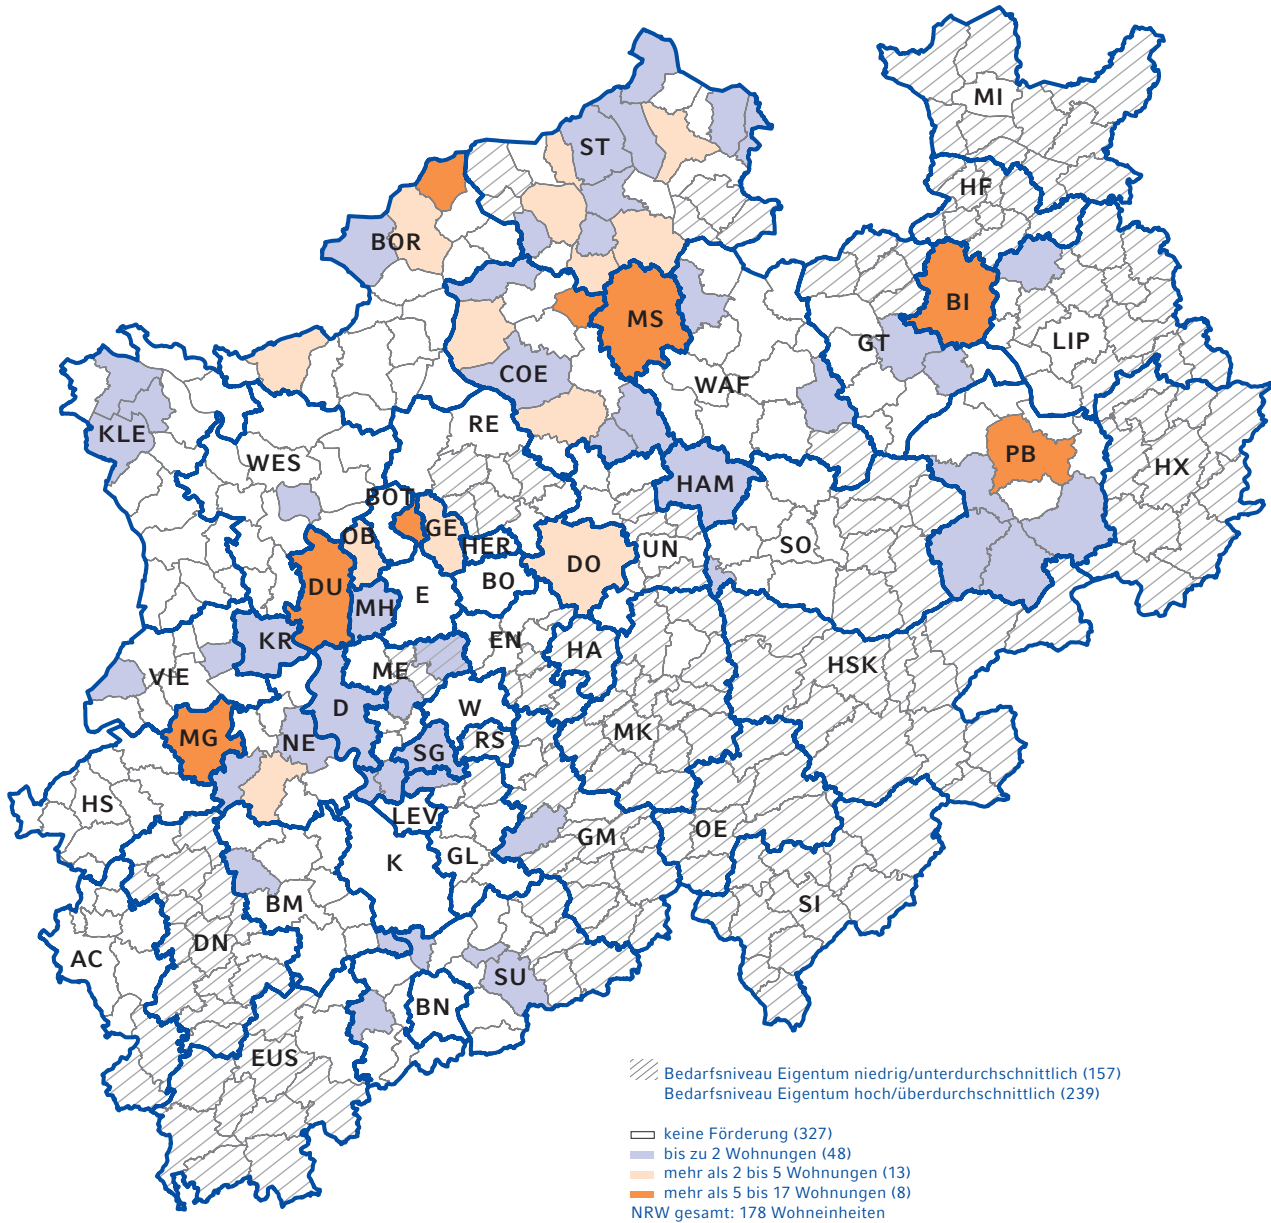 MI
HF
ST
BOR
BI
MS
GT
LIP
COE
WAF
RE
KLE
WES
PB
HX
HAM
BOT
GE
OB
HER
DO
UN
SO
DU
MH
E
BO
KR
EN
HA
ME
VIE
HSK
D
W
MG
NE
SG
RS
MK
HS
LEV
K
GL
GM
OE
BM
SI
DN
AC
SU
BN
EUS
Bedarfsniveau Eigentum niedrig/unterdurchschnittlich (157)
Bedarfsniveau Eigentum hoch/überdurchschnittlich (239)
keine Förderung (327)
bis zu 2 Wohnungen (48)
mehr als 2 bis 5 Wohnungen (13)
mehr als 5 bis 17 Wohnungen (8)
NRW gesamt: 178 Wohneinheiten